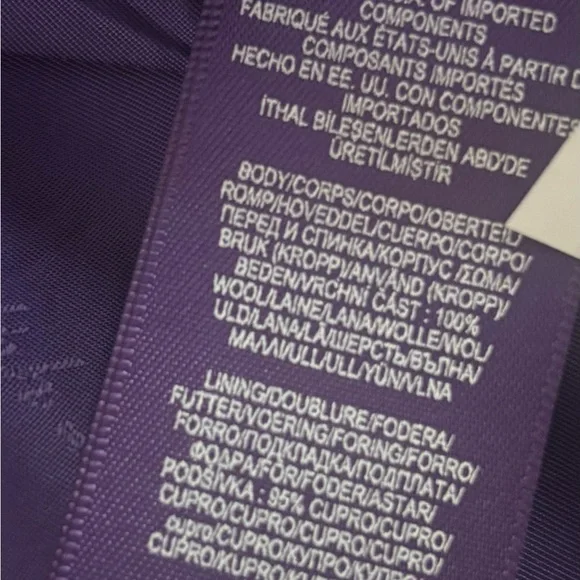 OF IMPORTED
COMPONENTS
FABRIQUÉ AUX ÉTATS-UNIS À PARTIR D
COMPOSANTS IMPORTÉS
HECHO EN EE. UU. CON COMPONENTES
IMPORTADOS
İTHAL BİLEŞENLERDEN ABD'DE
ÜRETİLMİŞTİR
BODY/CORPS/CORPO/OBERTEIL/
ROMP/HOVEDDEL/CUERPO/CORPO/
ПЕРЕД И СПИНКА/КОРПУС /ΣΩΜΑ/
BRUK (KROPP)/ANVÄND (KROPP)/
BEDEN/VRCHNÍ ČÁST : 100%
WOOL/LAINE/LANA/WOLLE/WOL/
ULD/LANA/LÃ/ШЕРСТЬ/ВЪЛНА/
ΜΑΛΛΙ/ULL/ULL/YÜN/VLNA
LINING/DOUBLURE/FODERA/
FUTTER/VOERING/FORING/FORRO/
FORRO/ПОДКЛАДКА/ПОДПЛАТА/
ΦΟΔΡΑ/FÓR/FODER/ASTAR/
PODŠÍVKA : 95% CUPRO/CUPRO/
CUPRO/CUPRO/CUPRO/CUPRO/
cupro/CUPRO/КУПРО/КУПРО/